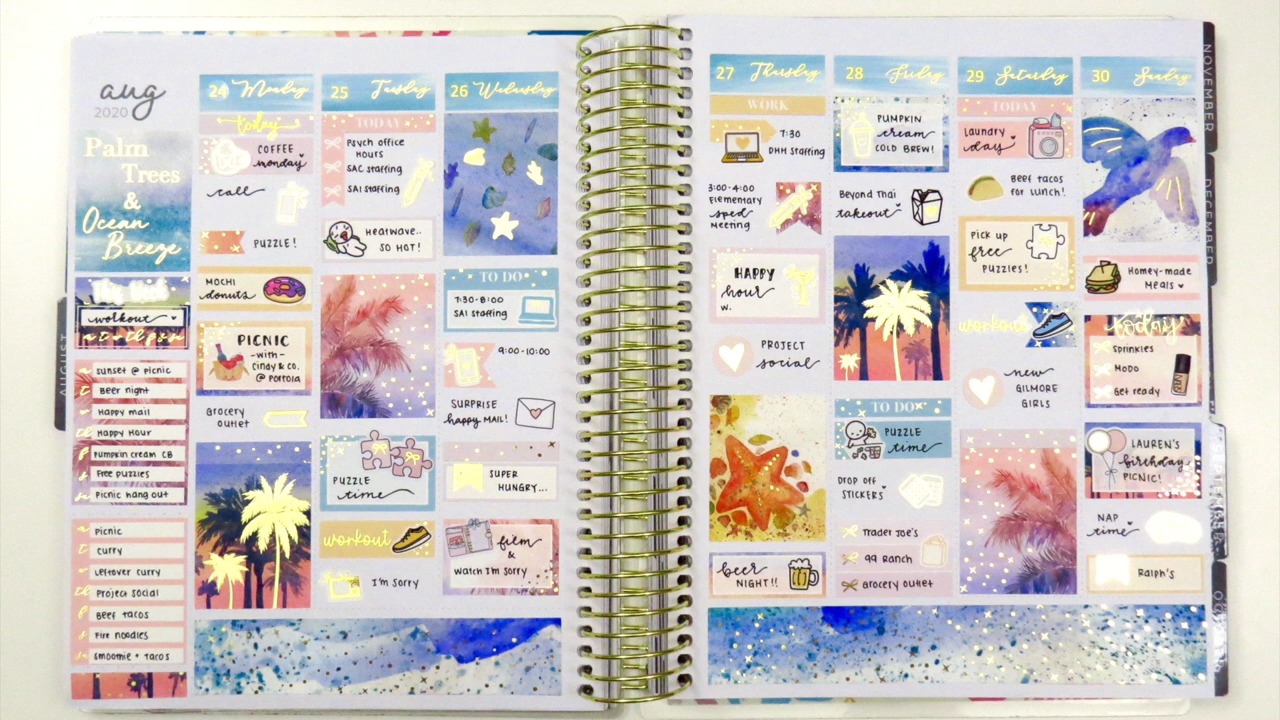 aug
2020
Palm
Trees
&
Ocean
Breeze
workout
m t w t f s s
sunset @ picnic
Beer night
Happy mail
Happy Hour
Pumpkin cream CB
Free puzzles
Picnic hang out
Picnic
curry
Leftover curry
Project social
Beef tacos
Fire noodles
smoothie + tacos
AUGUST
24 Monday
today
COFFEE
monday
call
PUZZLE!
MOCHI
donuts
PICNIC
-with-
cindy & co.
@ Portola
Grocery
outlet
25 Tuesday
TODAY
Psych office
hours
SAC staffing
SAI staffing
Heatwave..
SO HOT!
PUZZLE
time
workout
I'm sorry
26 Wednesday
TO DO
7:30-8:00
SAI staffing
9:00-10:00
SURPRISE
happy MAIL!
SUPER
HUNGRY...
film
&
watch I'm sorry
27 Thursday
WORK
7:30
DHH staffing
3:00-4:00
Elementary
sped
Meeting
HAPPY
hour
w.
PROJECT
social
beer
NIGHT!!
28 Friday
PUMPKIN
cream
COLD BREW!
Beyond Thai
takeout
TO DO
PUZZLE
time
DROP OFF
STICKERS
Trader Joe's
99 Ranch
Grocery outlet
29 Saturday
TODAY
Laundry
day
Beef tacos
for lunch!
Pick up
free
puzzles!
workout
new
GILMORE
GIRLS
30 Sunday
Homey-made
Meals
today
Sprinkles
Modo
Get ready
LAUREN'S
birthday
PICNIC!
NAP
time
Ralph's
NOVEMBER
DECEMBER